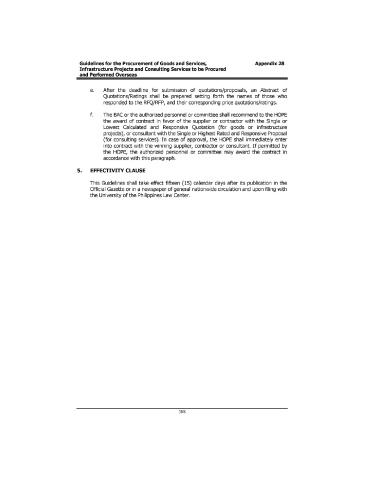 Guidelines for the Procurement of Goods and Services, Appendix 28
Infrastructure Projects and Consulting Services to be Procured
and Performed Overseas
e. After the deadline for submission of quotations/proposals, an Abstract of
Quotations/Ratings shall be prepared setting forth the names of those who
responded to the RFQ/RFP, and their corresponding price quotations/ratings.
f. The BAC or the authorized personnel or committee shall recommend to the HOPE
the award of contract in favor of the supplier or contractor with the Single or
Lowest Calculated and Responsive Quotation (for goods or infrastructure
projects), or consultant with the Single or Highest Rated and Responsive Proposal
(for consulting services). In case of approval, the HOPE shall immediately enter
into contract with the winning supplier, contractor or consultant. If permitted by
the HOPE, the authorized personnel or committee may award the contract in
accordance with this paragraph.
5. EFFECTIVITY CLAUSE
This Guidelines shall take effect fifteen (15) calendar days after its publication in the
Official Gazette or in a newspaper of general nationwide circulation and upon filing with
the University of the Philippines Law Center.